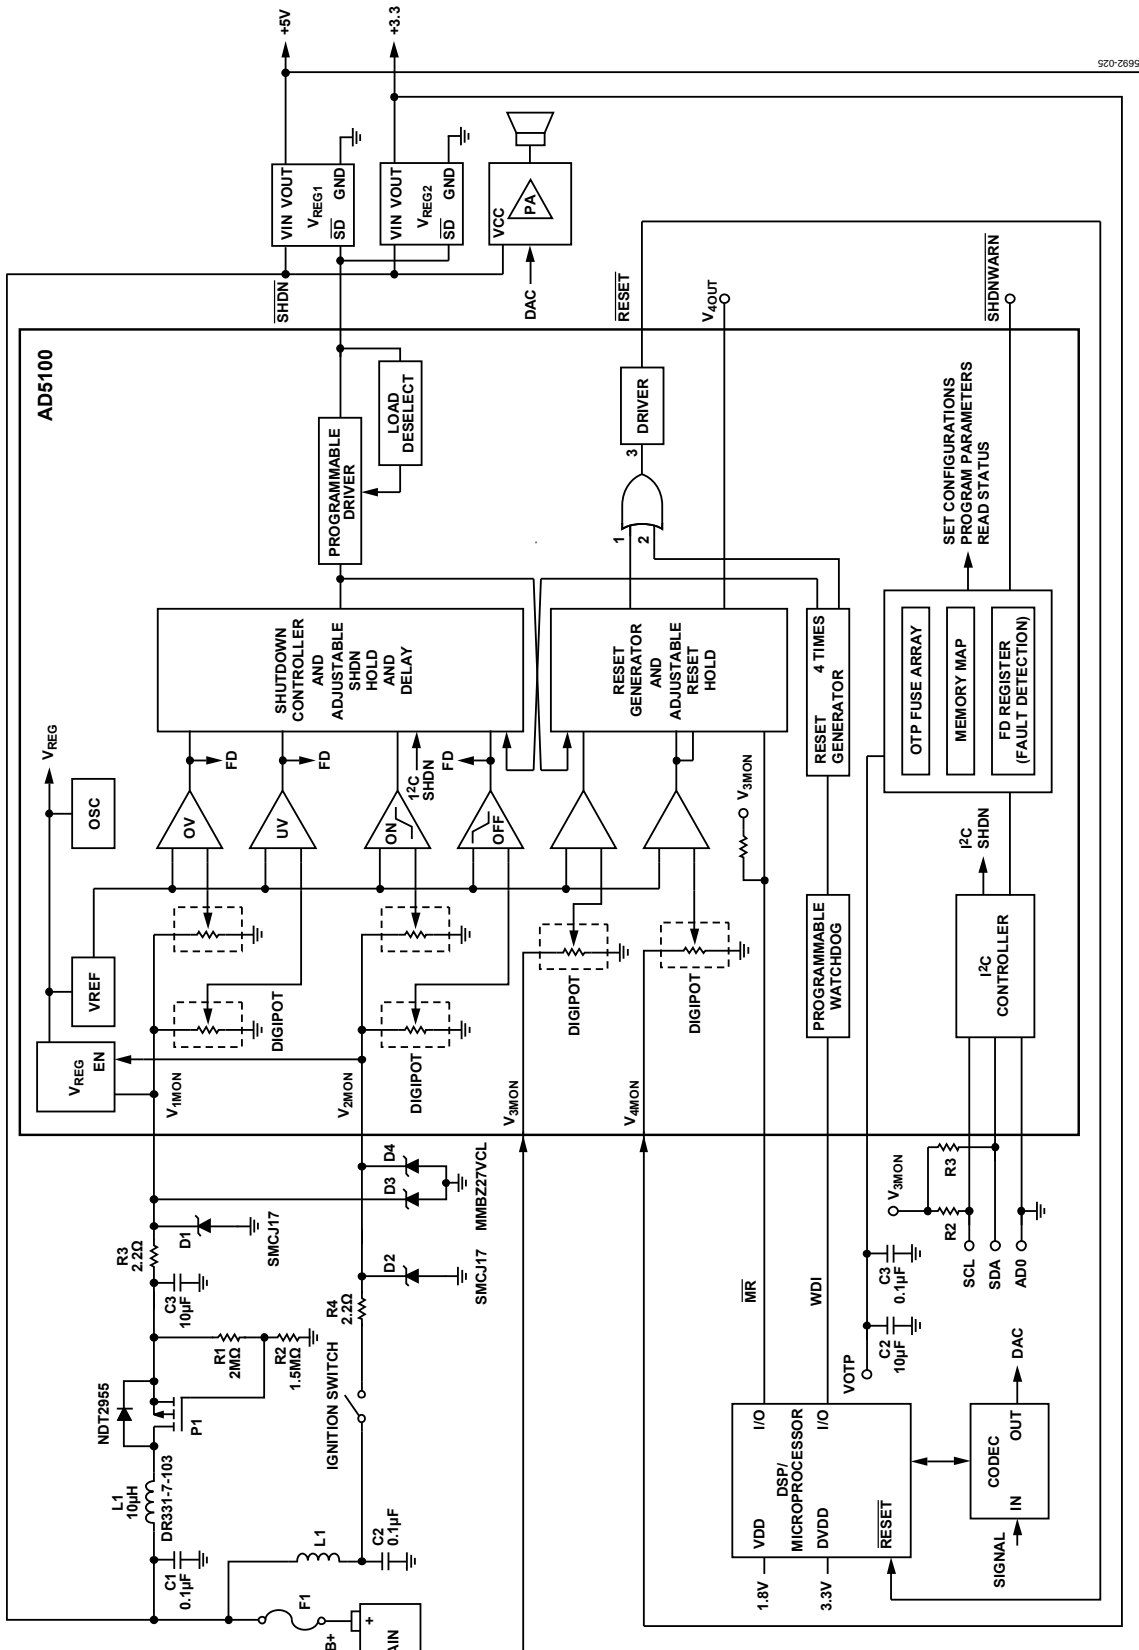 +5V
+3.3
05692-025
VIN VOUT
VREG1
SD GND
VIN VOUT
VREG2
SD GND
VCC
PA
DAC
SHDN
RESET
V4OUT
SHDNWARN
AD5100
LOAD
DESELECT
PROGRAMMABLE
DRIVER
DRIVER
3
1
2
SET CONFIGURATIONS
PROGRAM PARAMETERS
READ STATUS
SHUTDOWN
CONTROLLER
AND
ADJUSTABLE
SHDN
HOLD
AND
DELAY
RESET
GENERATOR
AND
ADJUSTABLE
RESET
HOLD
RESET 4 TIMES
GENERATOR
OTP FUSE ARRAY
MEMORY MAP
FD REGISTER
(FAULT DETECTION)
VREG
OSC
VREF
VREG
EN
OV
UV
ON
OFF
FD
FD
1²C
SHDN
FD
V3MON
I²C
SHDN
DIGIPOT
DIGIPOT
DIGIPOT
DIGIPOT
PROGRAMMABLE
WATCHDOG
I²C
CONTROLLER
V1MON
V2MON
V3MON
V4MON
D4
D3
MMBZ27VCL
D1
SMCJ17
D2
SMCJ17
R3
2.2Ω
C3
10µF
R4
2.2Ω
R1
2MΩ
R2
1.5MΩ
IGNITION SWITCH
NDT2955
P1
L1
10µH
DR331-7-103
C1
0.1µF
L1
C2
0.1µF
F1
B+
+
AIN
MR
WDI
VOTP
C2
10µF
C3
0.1µF
V3MON
R2
R3
SCL
SDA
AD0
VDD
I/O
DSP/
MICROPROCESSOR
DVDD
I/O
RESET
1.8V
3.3V
CODEC
IN OUT
SIGNAL
DAC